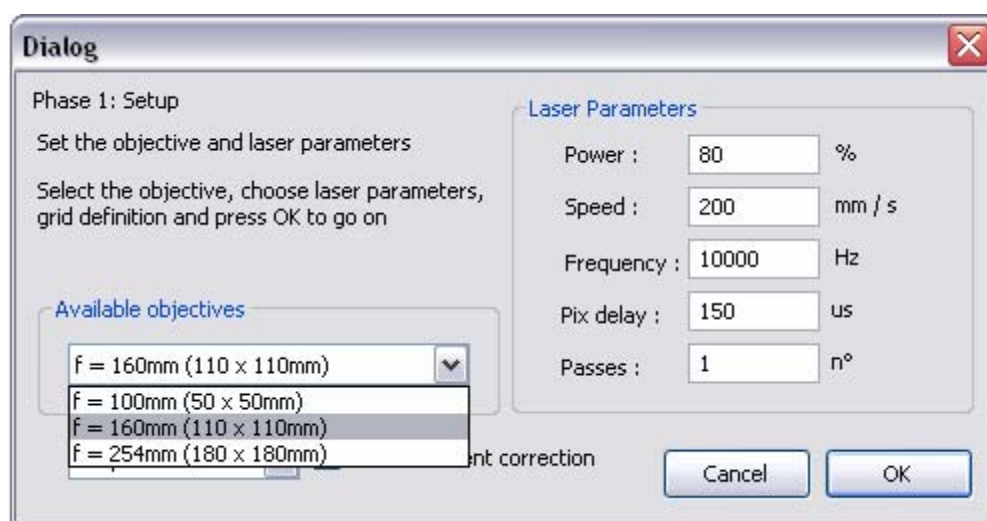 Dialog
Phase 1: Setup
Set the objective and laser parameters
Select the objective, choose laser parameters,
grid definition and press OK to go on
Available objectives
f = 160mm (110 x 110mm)
f = 100mm (50 x 50mm)
f = 160mm (110 x 110mm)
f = 254mm (180 x 180mm)
correction
Laser Parameters
Power : 80 %
Speed : 200 mm / s
Frequency : 10000 Hz
Pix delay : 150 us
Passes : 1 n°
Cancel OK